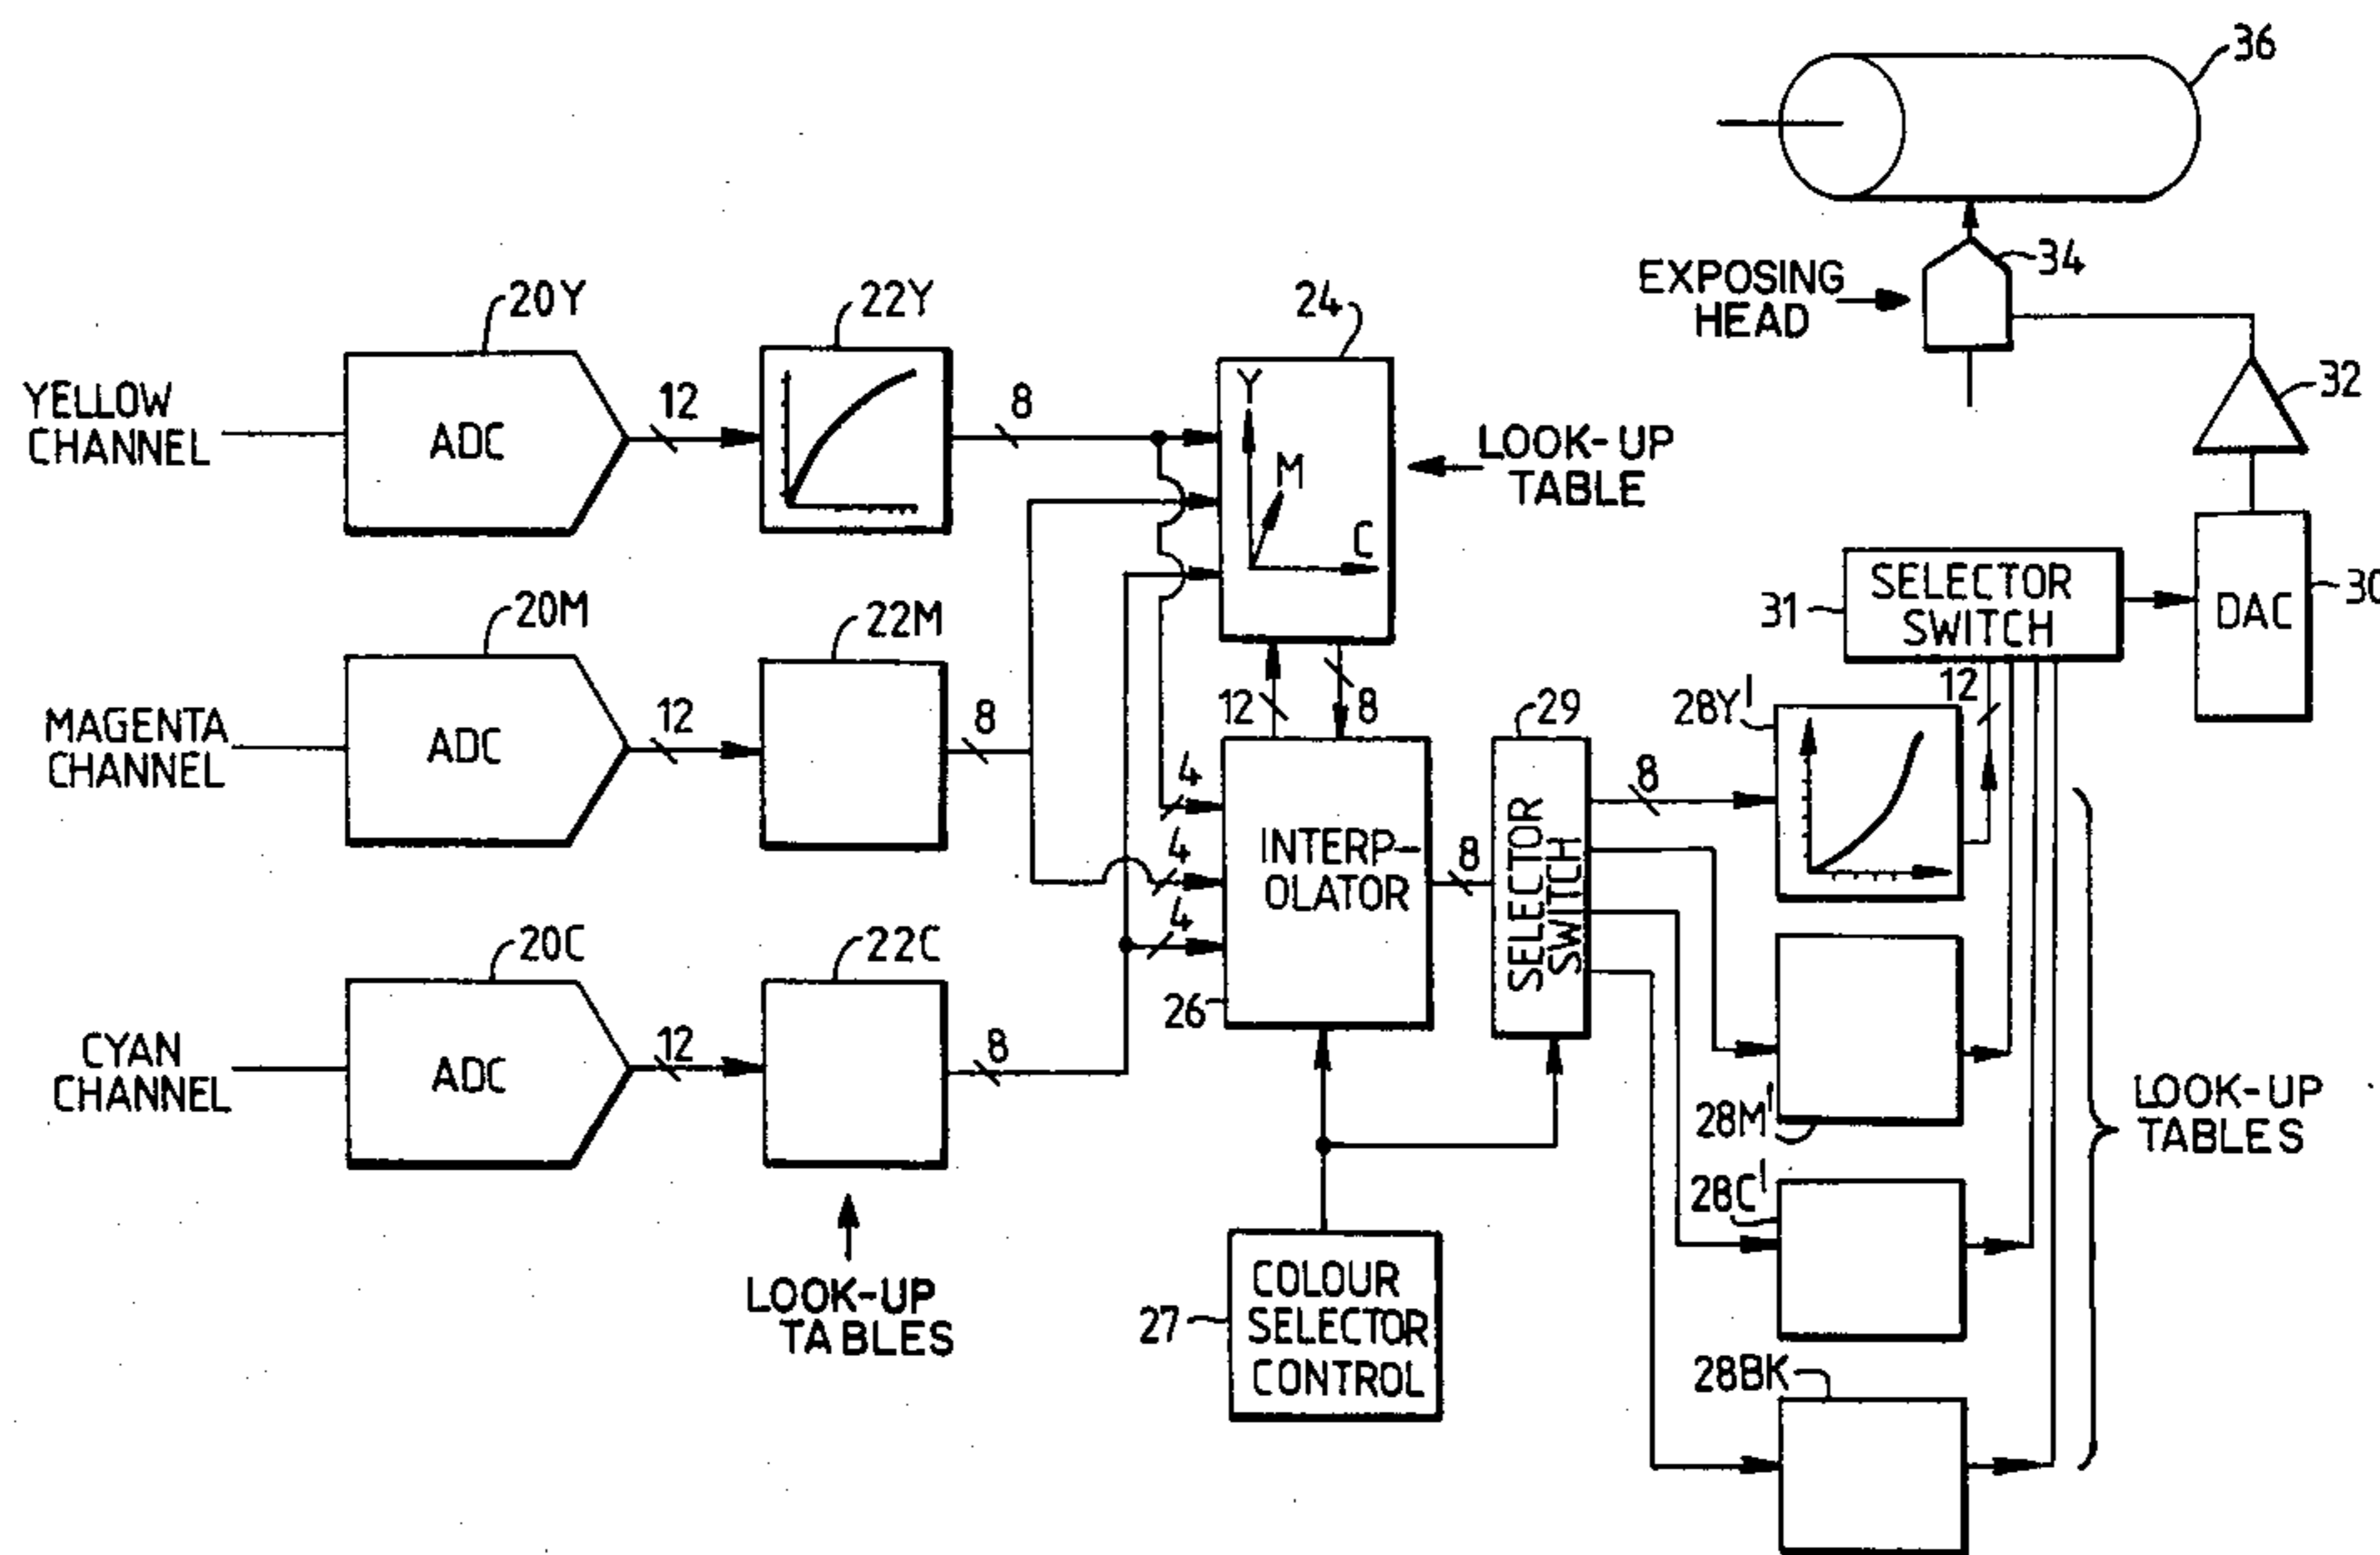 36
34
EXPOSING
HEAD
32
20Y
22Y
24
YELLOW
CHANNEL
ADC
12
8
Y
M
C
LOOK-UP
TABLE
31
SELECTOR
SWITCH
DAC
30
20M
22M
MAGENTA
CHANNEL
ADC
12
8
12
8
29
28Y'
12
4
4
4
INTERP-
OLATOR
26
8
SELECTOR
SWITCH
8
20C
22C
CYAN
CHANNEL
ADC
12
8
28M'
LOOK-UP
TABLES
28C'
LOOK-UP
TABLES
27
COLOUR
SELECTOR
CONTROL
28BK